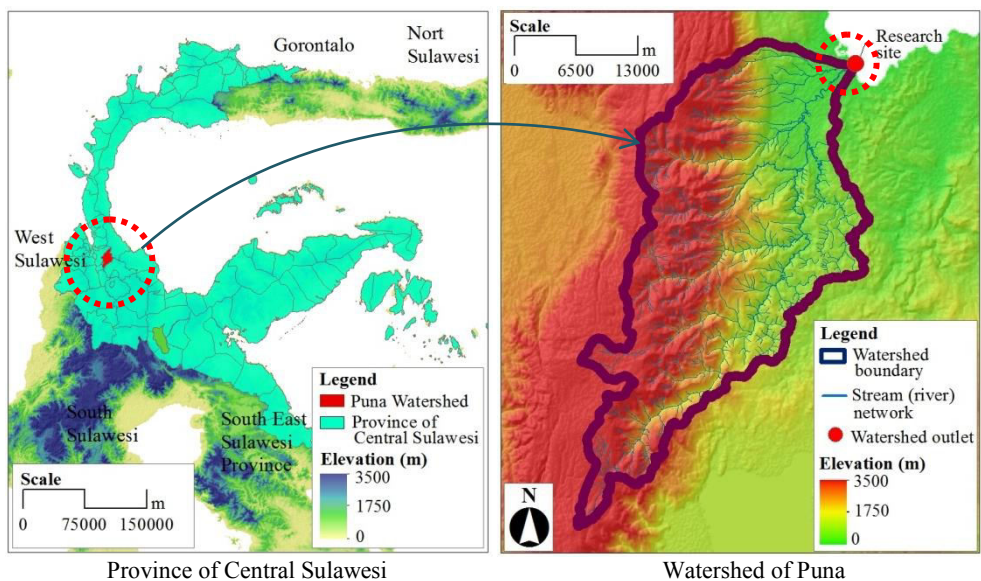 Gorontalo
Nort
Sulawesi
West
Sulawesi
South
Sulawesi
South East
Sulawesi
Province
Legend
Puna Watershed
Province of
Central Sulawesi
Elevation (m)
3500
1750
0
Scale
m
0 75000 150000
Province of Central Sulawesi
Scale
m
0 6500 13000
Research
site
Legend
Watershed
boundary
Stream (river)
network
Watershed outlet
Elevation (m)
3500
1750
0
N
Watershed of Puna